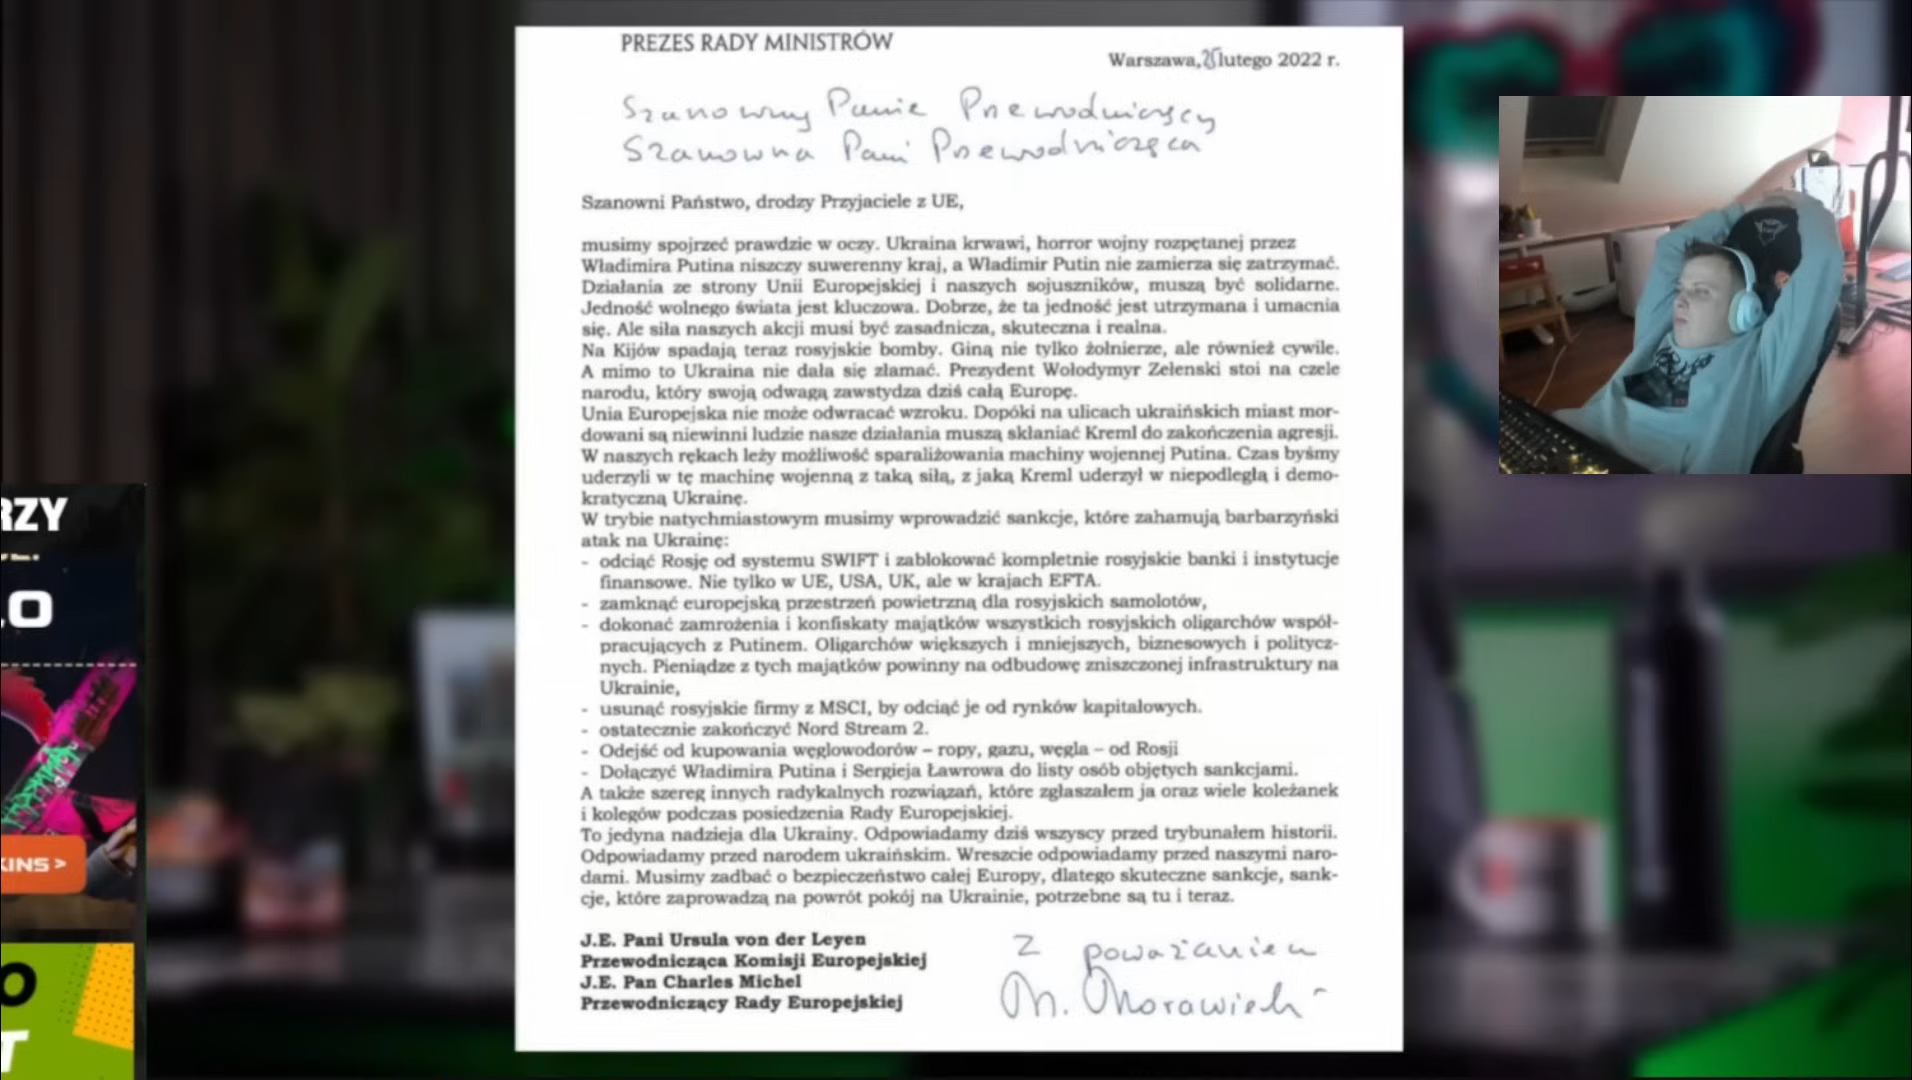 PREZES RADY MINISTRÓW
Warszawa, 25 lutego 2022 r.
Szanowny Panie Przewodniczący
Szanowna Pani Przewodnicząca
Szanowni Państwo, drodzy Przyjaciele z UE,
musimy spojrzeć prawdzie w oczy. Ukraina krwawi, horror wojny rozpętanej przez
Władimira Putina niszczy suwerenny kraj, a Władimir Putin nie zamierza się zatrzymać.
Działania ze strony Unii Europejskiej i naszych sojuszników, muszą być solidarne.
Jedność wolnego świata jest kluczowa. Dobrze, że ta jedność jest utrzymana i umacnia
się. Ale siła naszych akcji musi być zasadnicza, skuteczna i realna.
Na Kijów spadają teraz rosyjskie bomby. Giną nie tylko żołnierze, ale również cywile.
A mimo to Ukraina nie dała się złamać. Prezydent Wołodymyr Zełenski stoi na czele
narodu, który swoją odwagą zawstydza dziś całą Europę.
Unia Europejska nie może odwracać wzroku. Dopóki na ulicach ukraińskich miast mor-
dowani są niewinni ludzie nasze działania muszą skłaniać Kreml do zakończenia agresji.
W naszych rękach leży możliwość sparaliżowania machiny wojennej Putina. Czas byśmy
uderzyli w tę machinę wojenną z taką siłą, z jaką Kreml uderzył w niepodległą i demo-
kratyczną Ukrainę.
W trybie natychmiastowym musimy wprowadzić sankcje, które zahamują barbarzyński
atak na Ukrainę:
- odciąć Rosję od systemu SWIFT i zablokować kompletnie rosyjskie banki i instytucje
finansowe. Nie tylko w UE, USA, UK, ale w krajach EFTA.
- zamknąć europejską przestrzeń powietrzną dla rosyjskich samolotów,
- dokonać zamrożenia i konfiskaty majątków wszystkich rosyjskich oligarchów współ-
pracujących z Putinem. Oligarchów większych i mniejszych, biznesowych i politycz-
nych. Pieniądze z tych majątków powinny na odbudowę zniszczonej infrastruktury na
Ukrainie,
- usunąć rosyjskie firmy z MSCI, by odciąć je od rynków kapitałowych.
- ostatecznie zakończyć Nord Stream 2.
- Odejść od kupowania węglowodorów – ropy, gazu, węgla – od Rosji
- Dołączyć Władimira Putina i Sergieja Ławrowa do listy osób objętych sankcjami.
A także szereg innych radykalnych rozwiązań, które zgłaszałem ja oraz wiele koleżanek
i kolegów podczas posiedzenia Rady Europejskiej.
To jedyna nadzieja dla Ukrainy. Odpowiadamy dziś wszyscy przed trybunałem historii.
Odpowiadamy przed narodem ukraińskim. Wreszcie odpowiadamy przed naszymi naro-
dami. Musimy zadbać o bezpieczeństwo całej Europy, dlatego skuteczne sankcje, sank-
cje, które zaprowadzą na powrót pokój na Ukrainie, potrzebne są tu i teraz.
J.E. Pani Ursula von der Leyen
Przewodnicząca Komisji Europejskiej
J.E. Pan Charles Michel
Przewodniczący Rady Europejskiej
Z poważaniem
M. Morawiecki
RZY
.O
KINS >
O
T